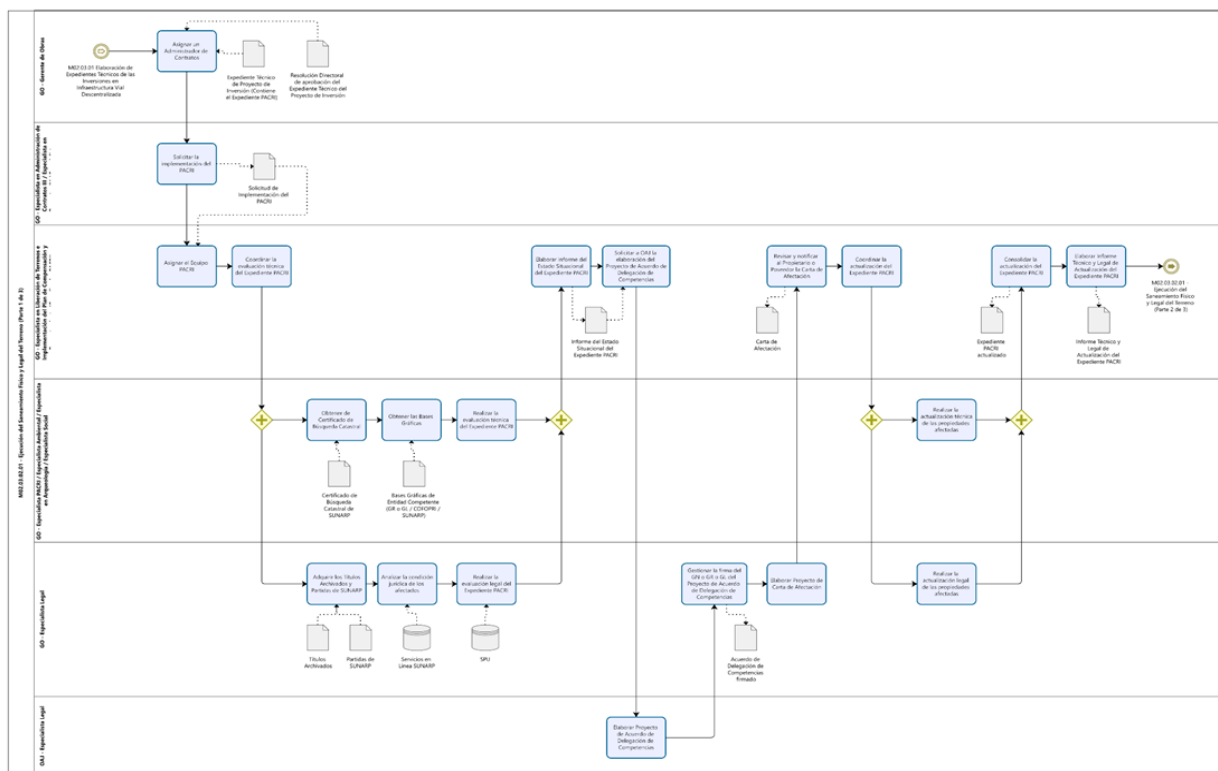 M02.03.02.01 - Ejecución del Saneamiento Físico y Legal del Terreno (Parte 1 de 3)
GO - Gerente de Obras
M02.03.01 Elaboración de
Expedientes Técnicos de las
Inversiones en
Infraestructura Vial
Descentralizada
Asignar un
Administrador de
Contratos
Expediente Técnico
de Proyecto de
Inversión (Contiene
el Expediente PACRI)
Resolución Directoral
de aprobación del
Expediente Técnico del
Proyecto de Inversión
GO - Especialista en Administración de
Contratos III / Especialista en
Solicitar la
implementación del
PACRI
Solicitud de
implementación del
PACRI
GO - Especialista en Liberación de Terrenos e
Implementación del Plan de Compensación y
Asignar el Equipo
PACRI
Coordinar la
evaluación técnica
del Expediente PACRI
Elaborar informe del
Estado Situacional
del Expediente PACRI
Solicitar a OAJ la
elaboración del
Proyecto de Acuerdo de
Delegación de
Competencias
Informe del Estado
Situacional del
Expediente PACRI
Revisar y notificar
al Propietario o
Poseedor la Carta de
Afectación
Carta de
Afectación
Coordinar la
actualización del
Expediente PACRI
Consolidar la
actualización del
Expediente PACRI
Expediente
PACRI
actualizado
Elaborar Informe
Técnico y Legal de
Actualización del
Expediente PACRI
Informe Técnico y
Legal de
Actualización del
Expediente PACRI
M02.03.02.01 -
Ejecución del
Saneamiento Físico
y Legal del Terreno
(Parte 2 de 3)
GO - Especialista PACRI / Especialista Ambiental / Especialista
en Arqueología / Especialista Social
Obtener de
Certificado de
Búsqueda Catastral
Certificado de
Búsqueda
Catastral de
SUNARP
Obtener las Bases
Gráficas
Bases Gráficas de
Entidad Competente
(GR o GL / COFOPRI /
SUNARP)
Realizar la
evaluación técnica
del Expediente PACRI
Realizar la
actualización técnica
de las propiedades
afectadas
GO - Especialista Legal
Adquirir los Títulos
Archivados y
Partidas de SUNARP
Títulos
Archivados
Partidas de
SUNARP
Analizar la condición
jurídica de los
afectados
Servicios en
Línea SUNARP
Realizar la
evaluación legal del
Expediente PACRI
SPIJ
Gestionar la firma del
GN o GR o GL del
Proyecto de Acuerdo
de Delegación de
Competencias
Acuerdo de
Delegación de
Competencias
firmado
Elaborar Proyecto de
Carta de Afectación
Realizar la
actualización legal
de las propiedades
afectadas
OAJ - Especialista Legal
Elaborar Proyecto
de Acuerdo de
Delegación de
Competencias